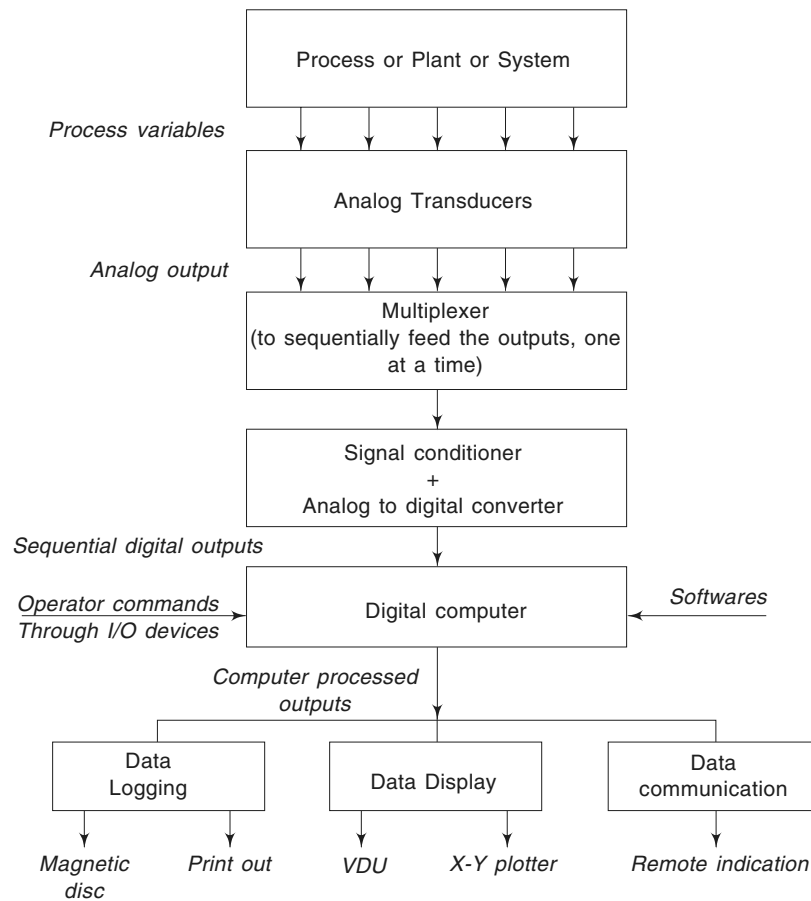 Process or Plant or System
Process variables
Analog Transducers
Analog output
Multiplexer
(to sequentially feed the outputs, one
at a time)
Signal conditioner
+
Analog to digital converter
Sequential digital outputs
Operator commands
Through I/O devices
Digital computer
Softwares
Computer processed
outputs
Data
Logging
Data Display
Data
communication
Magnetic
disc
Print out
VDU
X-Y plotter
Remote indication